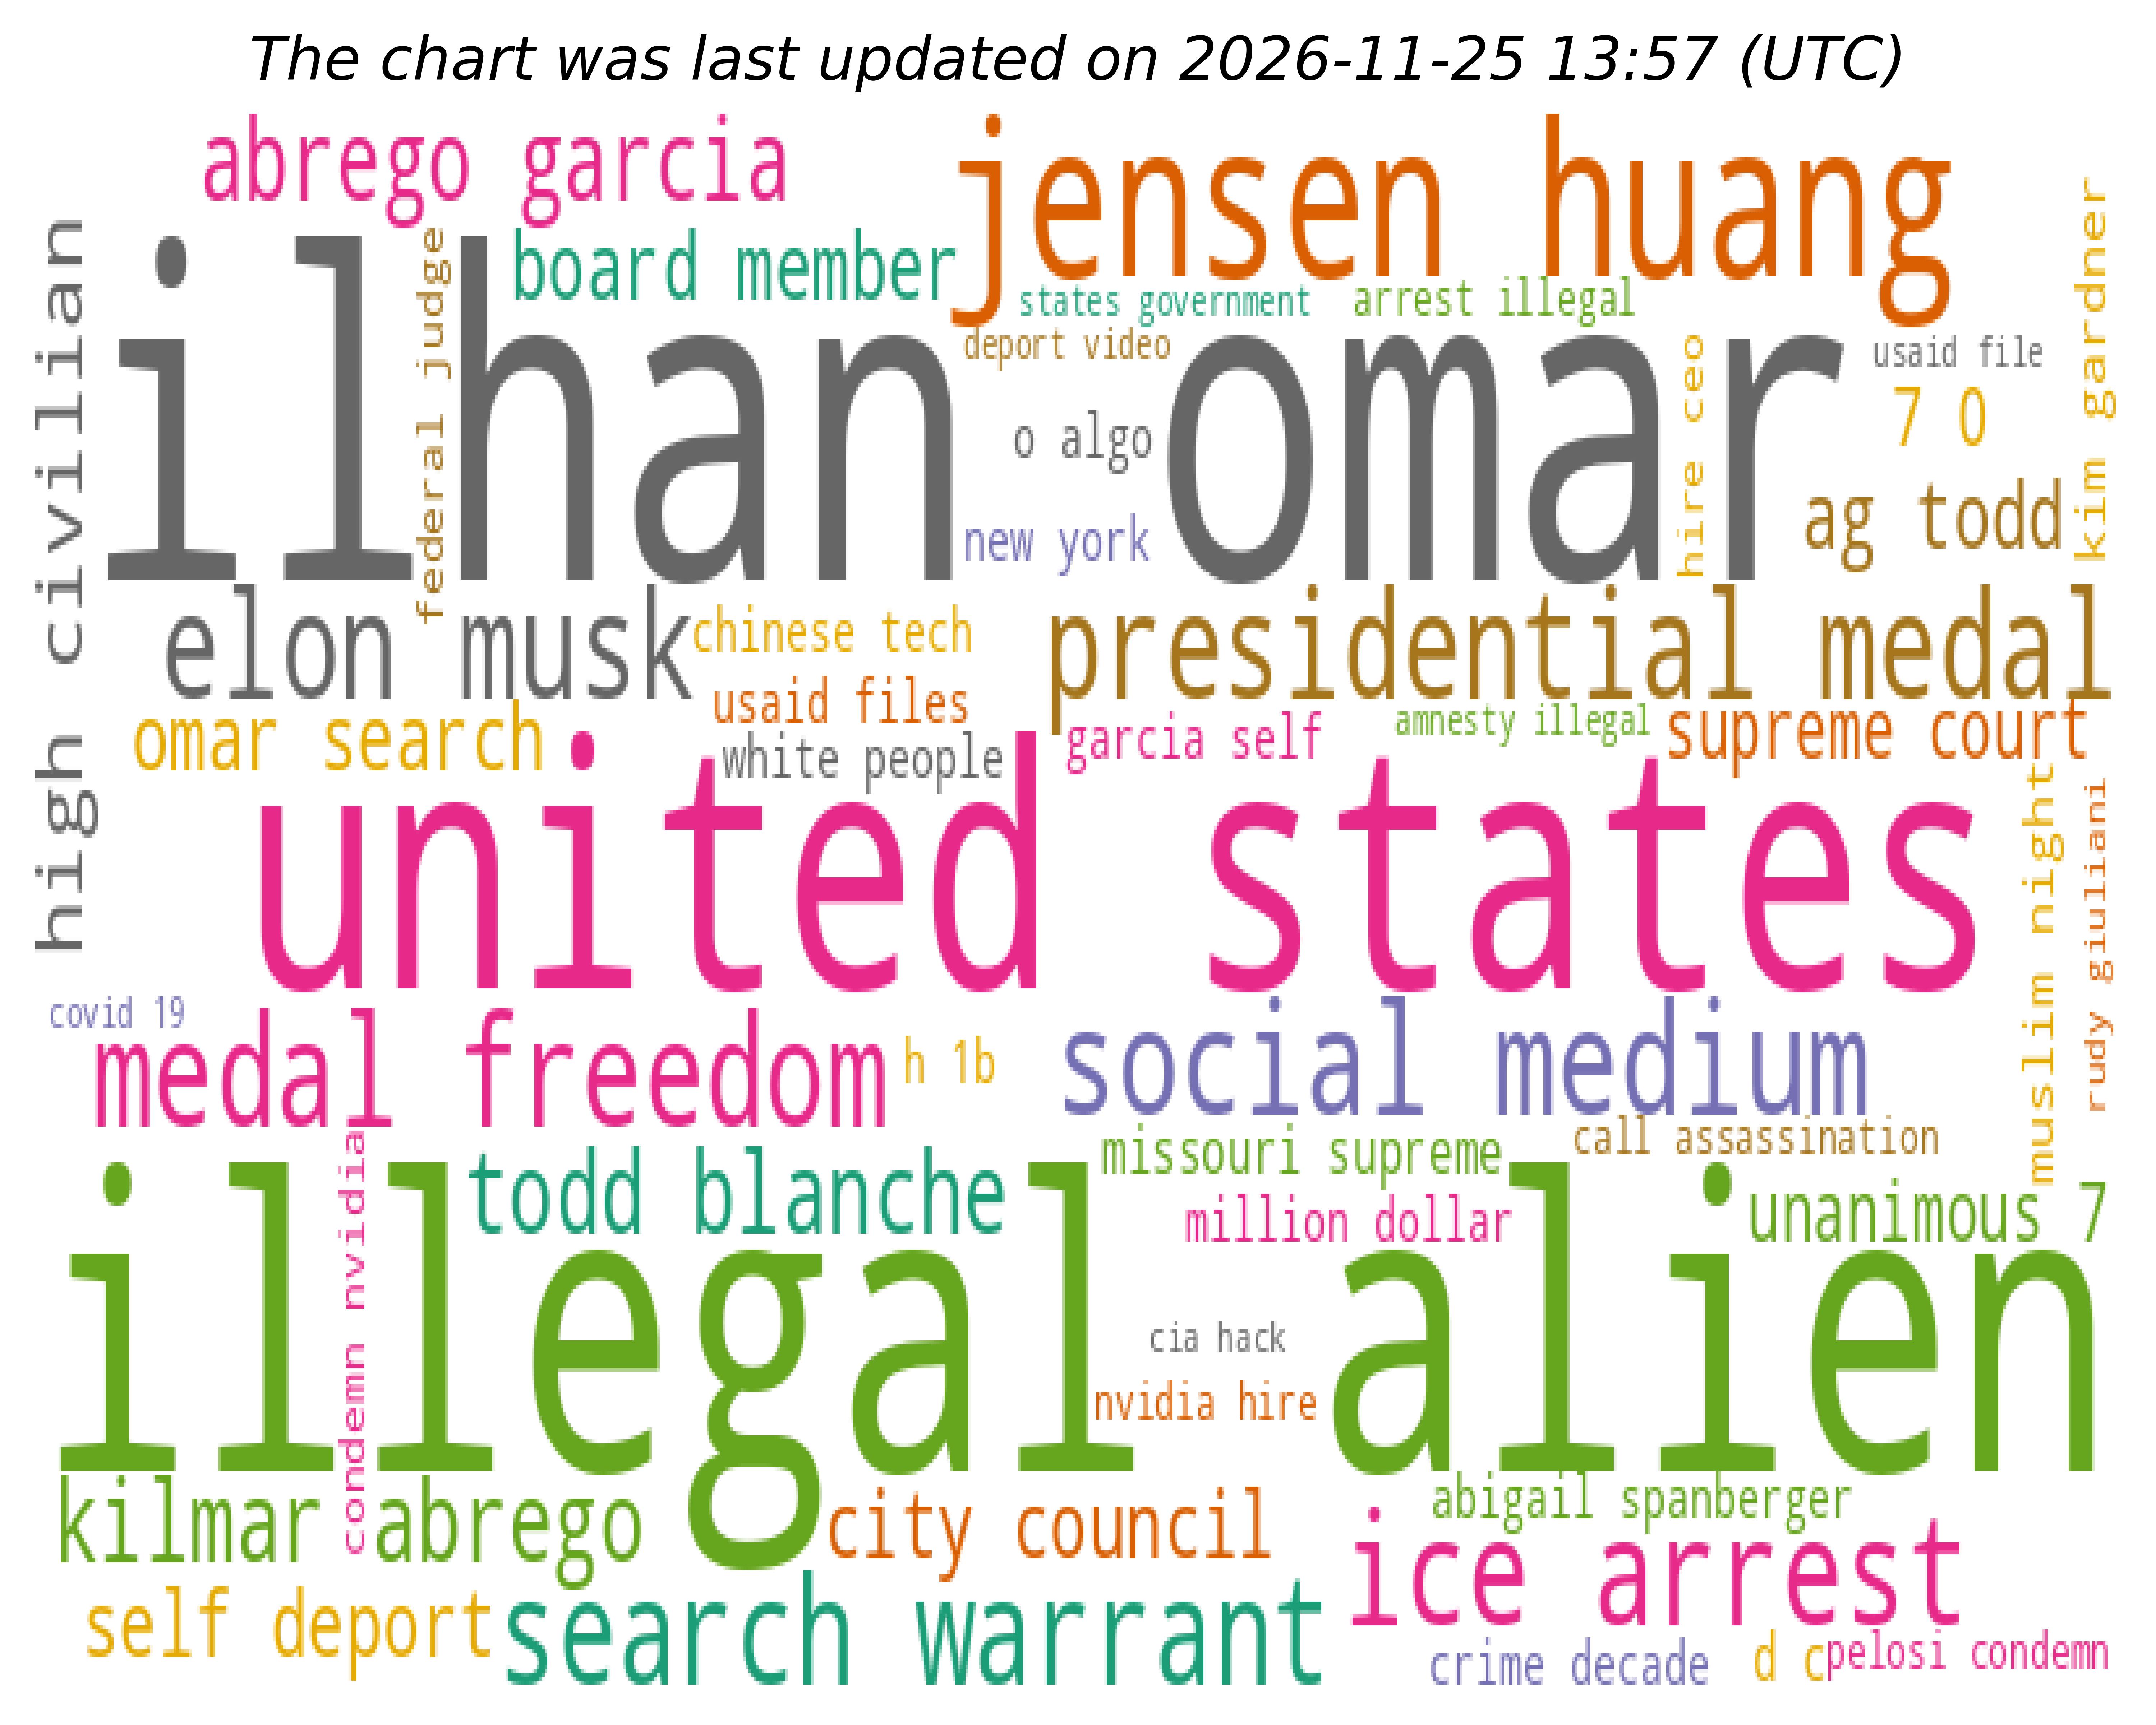 The chart was last updated on 2026-11-25 13:57 (UTC)
abrego garcia
jensen huang
high civilian
federal judge
board member
states government
arrest illegal
kim gardner
ilhan omar
deport video
usaid file
hire ceo
7 0
o algo
new york
ag todd
elon musk
chinese tech
presidential medal
usaid files
omar search
white people
garcia self
amnesty illegal
supreme court
united states
muslim night
rudy giuliani
covid 19
medal freedom
h 1b
social medium
condemn nvidia
todd blanche
missouri supreme
call assassination
million dollar
unanimous 7
illegal alien
cia hack
nvidia hire
kilmar abrego
city council
abigail spanberger
ice arrest
self deport
search warrant
crime decade
d c
pelosi condemn